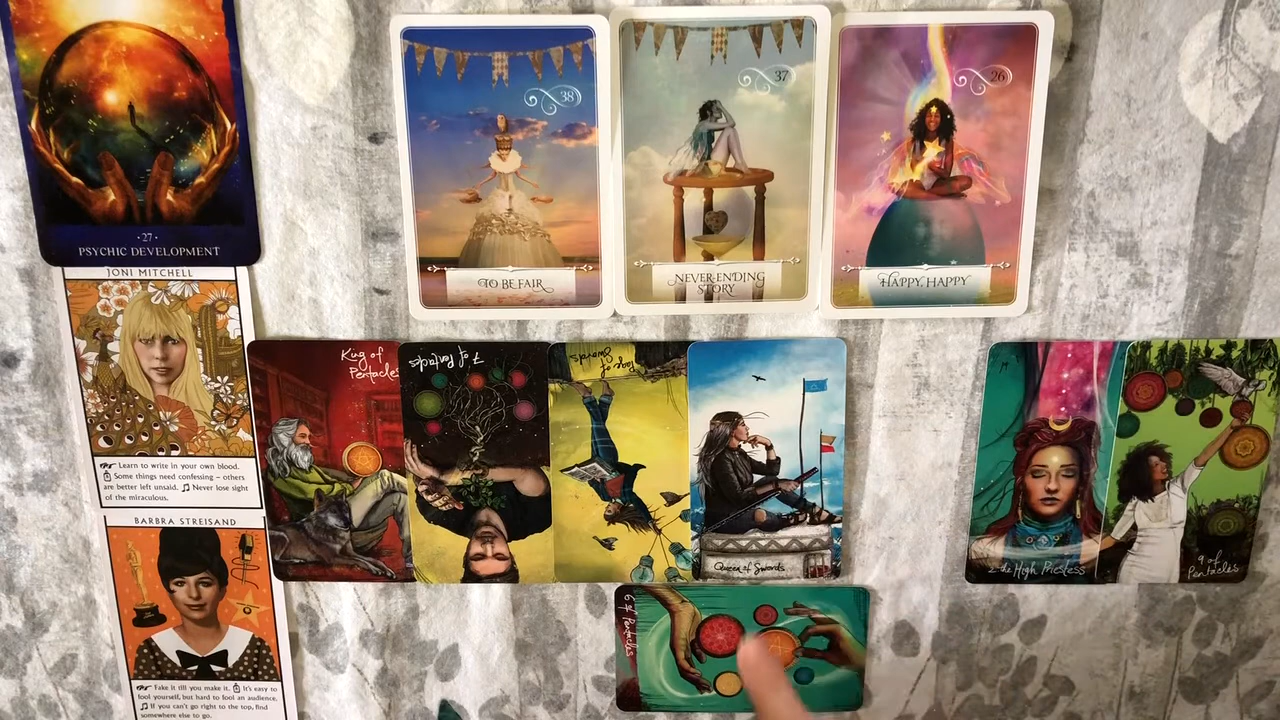 ·27·
PSYCHIC DEVELOPMENT
38
TO BE FAIR
37
NEVER-ENDING
STORY
26
HAPPY, HAPPY
JONI MITCHELL
Learn to write in your own blood.
Some things need confessing – others
are better left unsaid. Never lose sight
of the miraculous.
BARBRA STREISAND
Fake it till you make it. It's easy to
fool yourself, but hard to fool an audience.
If you can't go right to the top, find
somewhere else to go.
King of
Pentacles
7 of Pentacles
Page of
Swords
Queen of Swords
2 the High Priestess
9 of
Pentacles
6 of Pentacles